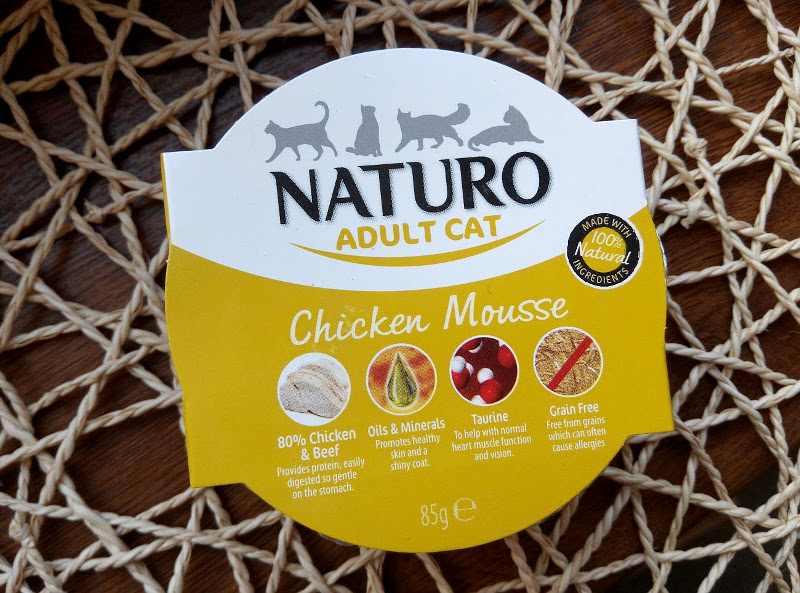 NATURO
ADULT CAT
MADE WITH
100%
Natural
INGREDIENTS
Chicken Mousse
80% Chicken
& Beef
Provides protein, easily
digested so gentle
on the stomach.
Oils & Minerals
Promotes healthy
skin and a
shiny coat.
Taurine
To help with normal
heart muscle function
and vision.
Grain Free
Free from grains
which can often
cause allergies
85g ℮